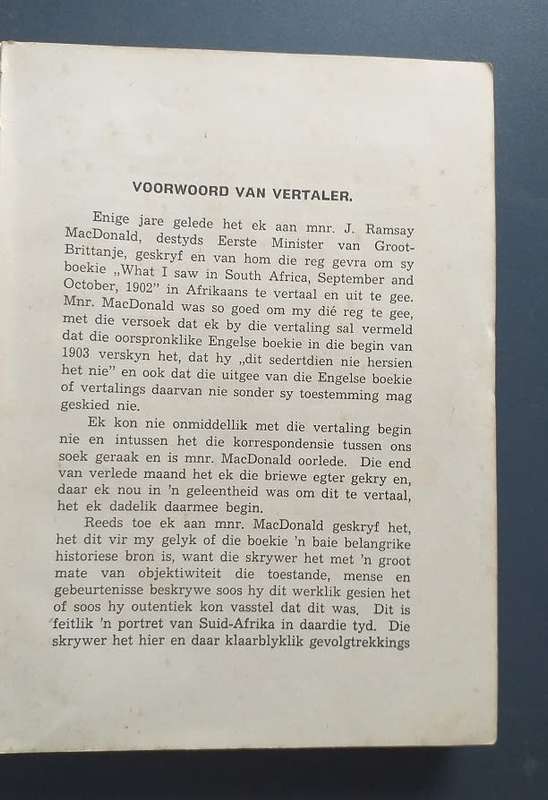 VOORWOORD VAN VERTALER.
Enige jare gelede het ek aan mnr. J. Ramsay
MacDonald, destyds Eerste Minister van Groot-
Brittanje, geskryf en van hom die reg gevra om sy
boekie „What I saw in South Africa, September and
October, 1902” in Afrikaans te vertaal en uit te gee.
Mnr. MacDonald was so goed om my dié reg te gee,
met die versoek dat ek by die vertaling sal vermeld
dat die oorspronklike Engelse boekie in die begin van
1903 verskyn het, dat hy „dit sedertdien nie hersien
het nie” en ook dat die uitgee van die Engelse boekie
of vertalings daarvan nie sonder sy toestemming mag
geskied nie.
Ek kon nie onmiddellik met die vertaling begin
nie en intussen het die korrespondensie tussen ons
soek geraak en is mnr. MacDonald oorlede. Die end
van verlede maand het ek die briewe egter gekry en,
daar ek nou in 'n geleentheid was om dit te vertaal,
het ek dadelik daarmee begin.
Reeds toe ek aan mnr. MacDonald geskryf het,
het dit vir my gelyk of die boekie 'n baie belangrike
historiese bron is, want die skrywer het met 'n groot
mate van objektiwiteit die toestande, mense en
gebeurtenisse beskrywe soos hy dit werklik gesien het
of soos hy outentiek kon vasstel dat dit was. Dit is
feitlik 'n portret van Suid-Afrika in daardie tyd. Die
skrywer het hier en daar klaarblyklik gevolgtrekkings